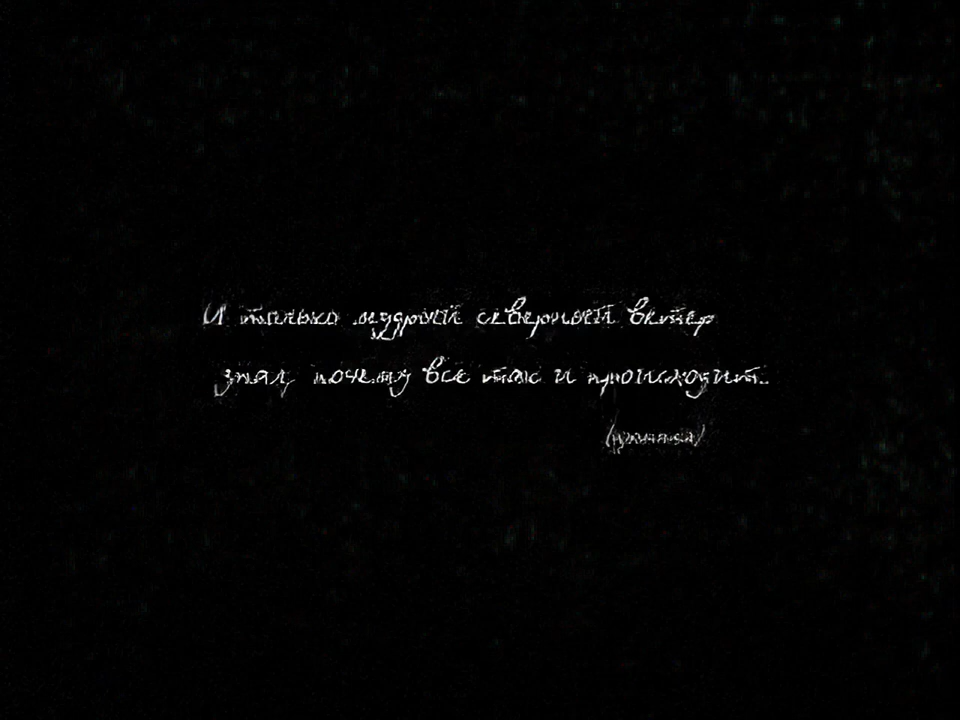 И только мудрый северный ветер
знал, почему все так и происходит..